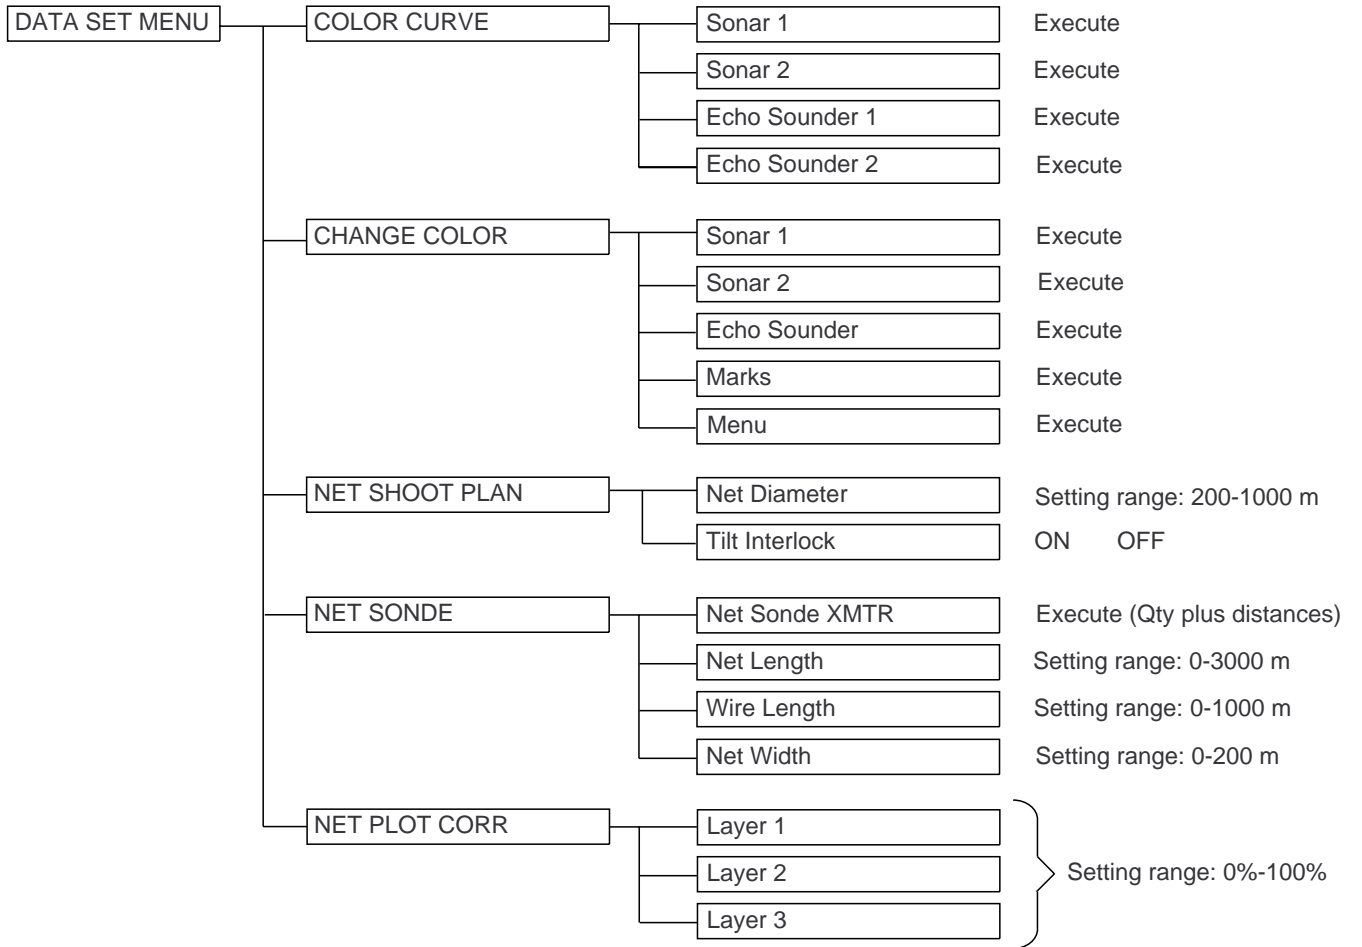 DATA SET MENU
COLOR CURVE
Sonar 1
Execute
Sonar 2
Execute
Echo Sounder 1
Execute
Echo Sounder 2
Execute
CHANGE COLOR
Sonar 1
Execute
Sonar 2
Execute
Echo Sounder
Execute
Marks
Execute
Menu
Execute
NET SHOOT PLAN
Net Diameter
Setting range: 200-1000 m
Tilt Interlock
ON OFF
NET SONDE
Net Sonde XMTR
Execute (Qty plus distances)
Net Length
Setting range: 0-3000 m
Wire Length
Setting range: 0-1000 m
Net Width
Setting range: 0-200 m
NET PLOT CORR
Layer 1
Layer 2
Setting range: 0%-100%
Layer 3